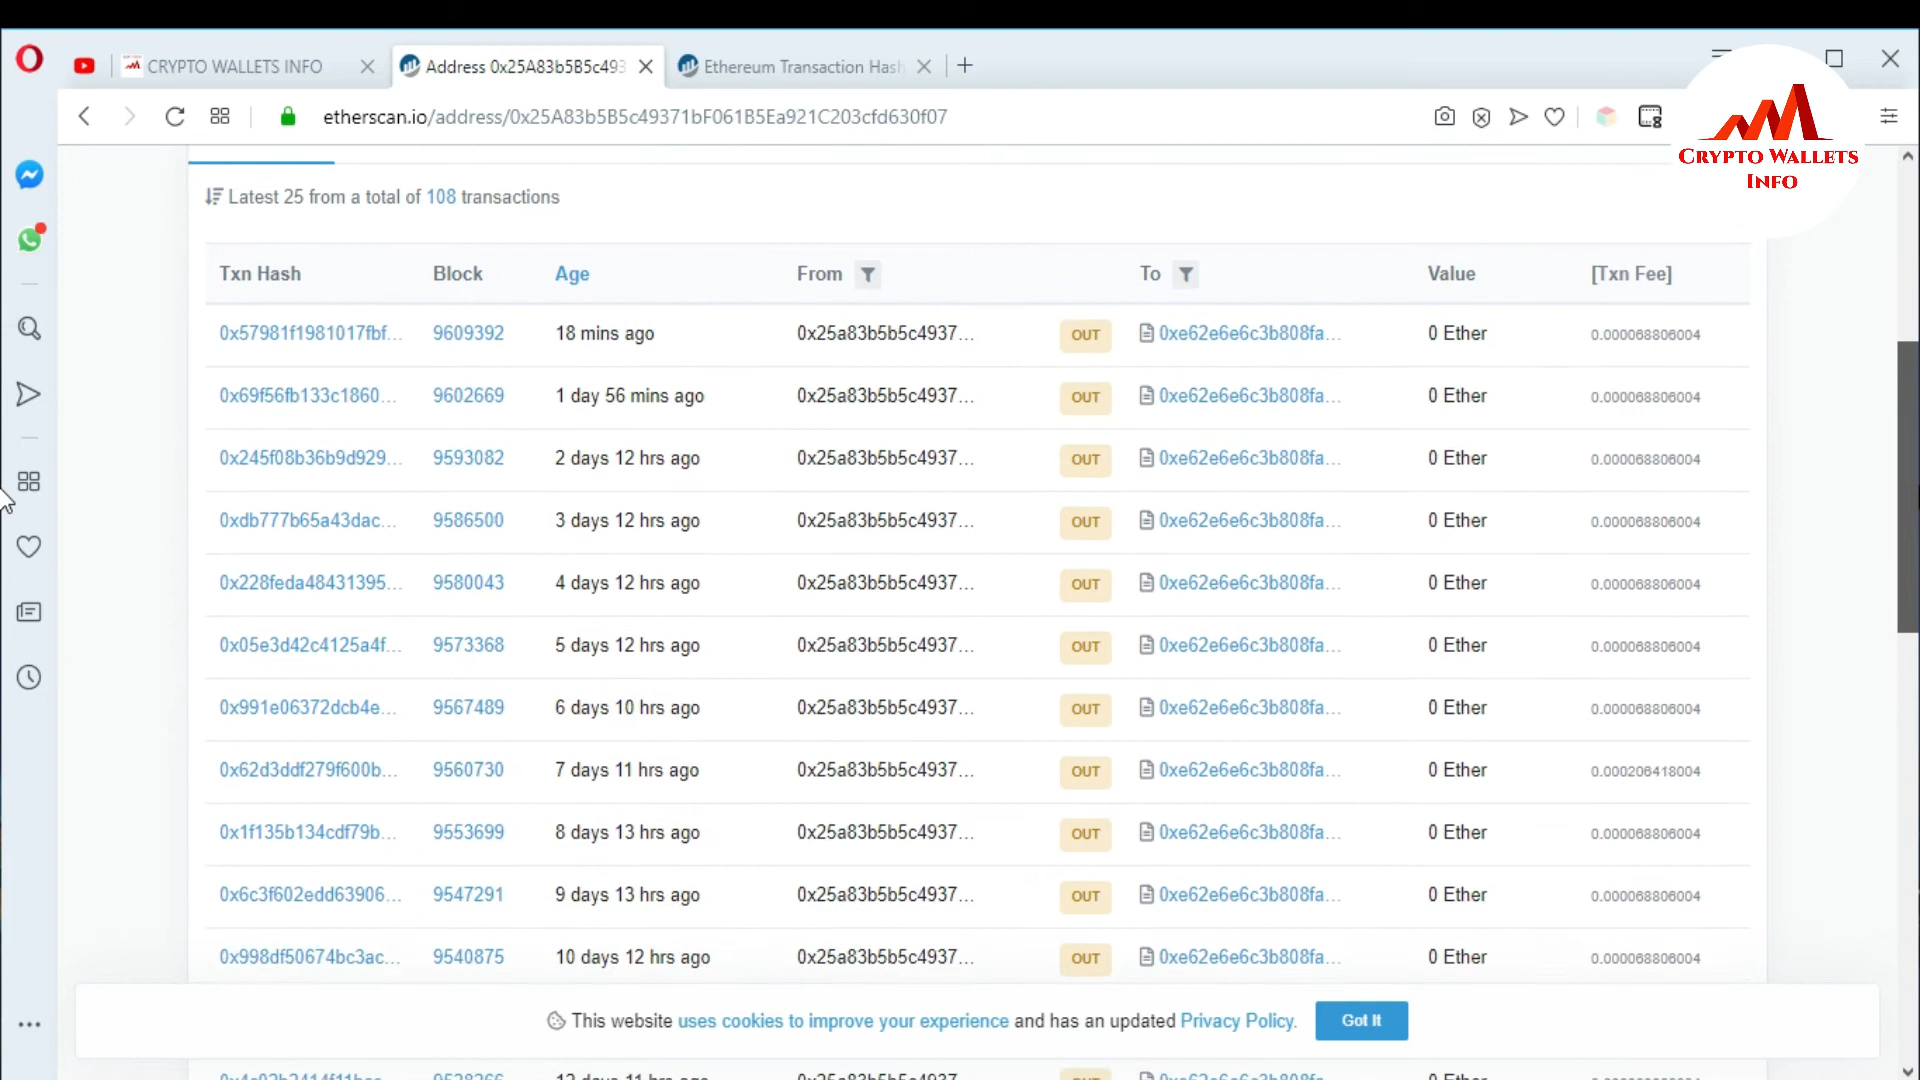 CRYPTO WALLETS INFO
Address 0x25A83b5B5c493
Ethereum Transaction Hash
etherscan.io/address/0x25A83b5B5c49371bF061B5Ea921C203cfd630f07
CRYPTO WALLETS
INFO
Latest 25 from a total of 108 transactions
Txn Hash Block Age From To Value [Txn Fee]
0x57981f1981017fbf... 9609392 18 mins ago 0x25a83b5b5c4937... OUT 0xe62e6e6c3b808fa... 0 Ether 0.000068806004
0x69f56fb133c1860... 9602669 1 day 56 mins ago 0x25a83b5b5c4937... OUT 0xe62e6e6c3b808fa... 0 Ether 0.000068806004
0x245f08b36b9d929... 9593082 2 days 12 hrs ago 0x25a83b5b5c4937... OUT 0xe62e6e6c3b808fa... 0 Ether 0.000068806004
0xdb777b65a43dac... 9586500 3 days 12 hrs ago 0x25a83b5b5c4937... OUT 0xe62e6e6c3b808fa... 0 Ether 0.000068806004
0x228feda48431395... 9580043 4 days 12 hrs ago 0x25a83b5b5c4937... OUT 0xe62e6e6c3b808fa... 0 Ether 0.000068806004
0x05e3d42c4125a4f... 9573368 5 days 12 hrs ago 0x25a83b5b5c4937... OUT 0xe62e6e6c3b808fa... 0 Ether 0.000068806004
0x991e06372dcb4e... 9567489 6 days 10 hrs ago 0x25a83b5b5c4937... OUT 0xe62e6e6c3b808fa... 0 Ether 0.000068806004
0x62d3ddf279f600b... 9560730 7 days 11 hrs ago 0x25a83b5b5c4937... OUT 0xe62e6e6c3b808fa... 0 Ether 0.000206418004
0x1f135b134cdf79b... 9553699 8 days 13 hrs ago 0x25a83b5b5c4937... OUT 0xe62e6e6c3b808fa... 0 Ether 0.000068806004
0x6c3f602edd63906... 9547291 9 days 13 hrs ago 0x25a83b5b5c4937... OUT 0xe62e6e6c3b808fa... 0 Ether 0.000068806004
0x998df50674bc3ac... 9540875 10 days 12 hrs ago 0x25a83b5b5c4937... OUT 0xe62e6e6c3b808fa... 0 Ether 0.000068806004
This website uses cookies to improve your experience and has an updated Privacy Policy. Got It